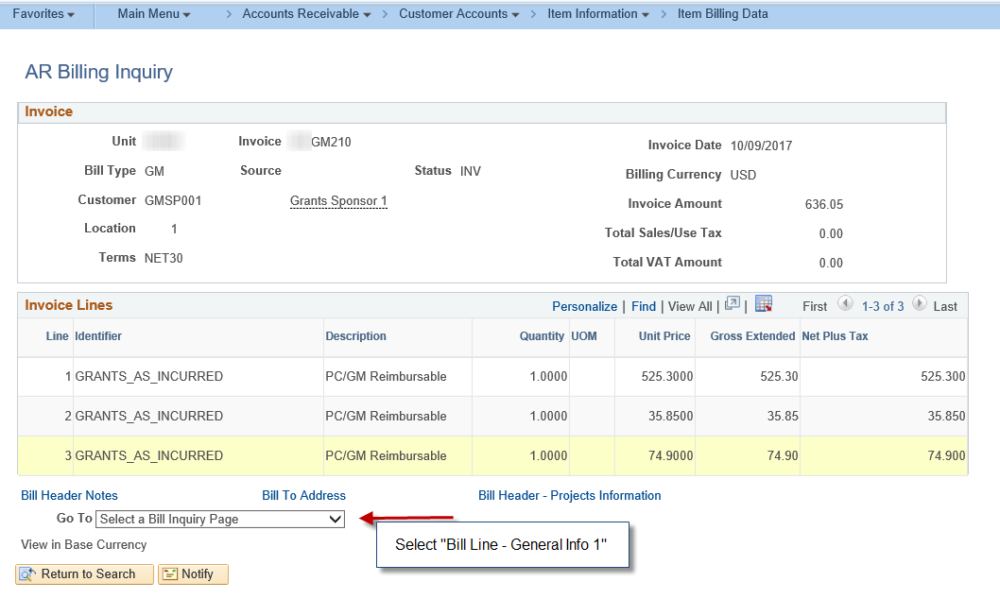 Favorites Main Menu > Accounts Receivable > Customer Accounts > Item Information > Item Billing Data
AR Billing Inquiry
Invoice
Unit Invoice GM210 Invoice Date 10/09/2017
Bill Type GM Source Status INV Billing Currency USD
Customer GMSP001 Grants Sponsor 1 Invoice Amount 636.05
Location 1 Total Sales/Use Tax 0.00
Terms NET30 Total VAT Amount 0.00
Invoice Lines Personalize | Find | View All | | First 1-3 of 3 Last
Line Identifier Description Quantity UOM Unit Price Gross Extended Net Plus Tax
1 GRANTS_AS_INCURRED PC/GM Reimbursable 1.0000 525.3000 525.30 525.300
2 GRANTS_AS_INCURRED PC/GM Reimbursable 1.0000 35.8500 35.85 35.850
3 GRANTS_AS_INCURRED PC/GM Reimbursable 1.0000 74.9000 74.90 74.900
Bill Header Notes Bill To Address Bill Header - Projects Information
Go To Select a Bill Inquiry Page
Select "Bill Line - General Info 1"
View in Base Currency
Return to Search Notify